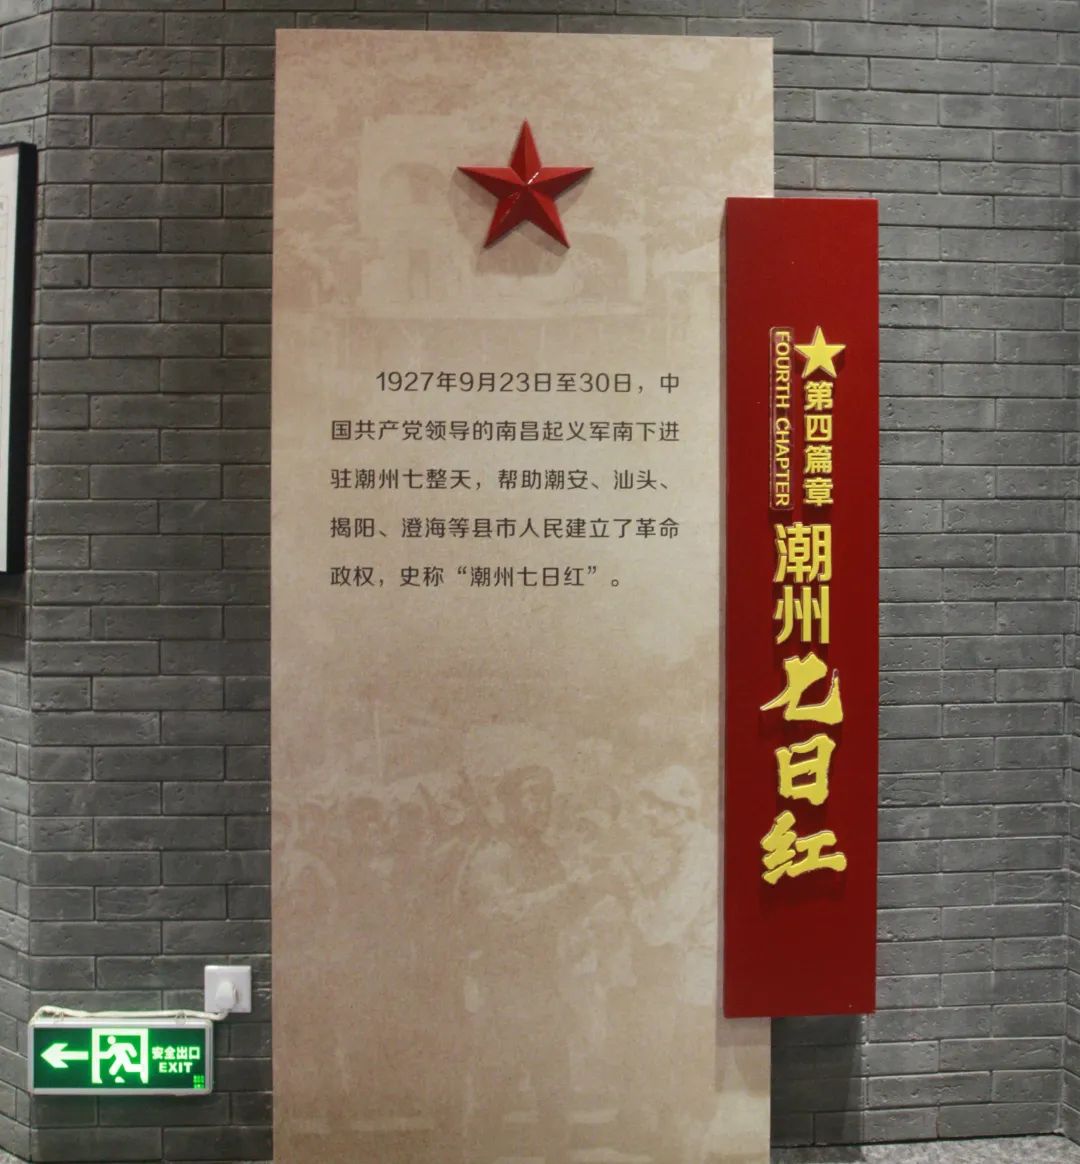 1927年9月23日至30日，中
国共产党领导的南昌起义军南下进
驻潮州七整天，帮助潮安、汕头、
揭阳、澄海等县市人民建立了革命
政权，史称“潮州七日红”。
第四篇章
FOURTH CHAPTER
潮州七日红
安全出口
EXIT